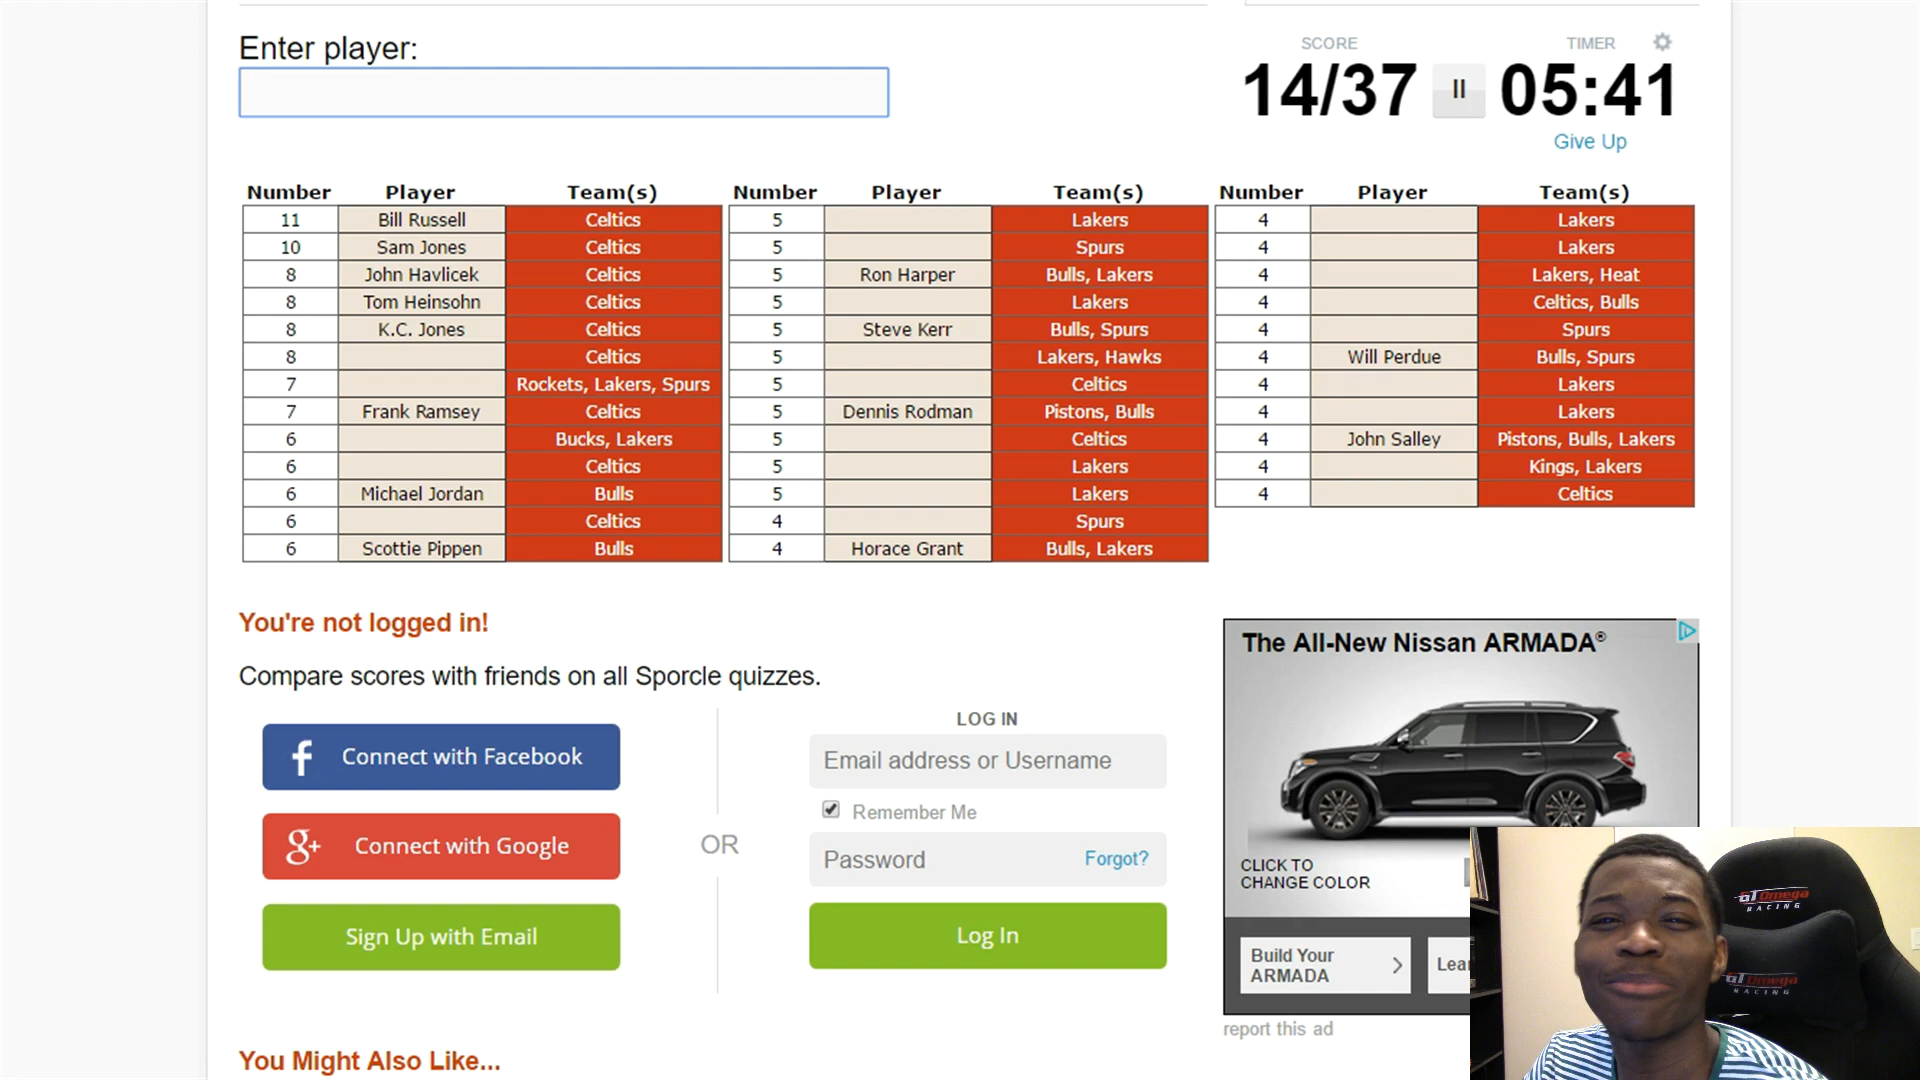 Enter player:
SCORE
TIMER
14/37
05:41
Give Up
Number Player Team(s) Number Player Team(s) Number Player Team(s)
11 Bill Russell Celtics 5 Lakers 4 Lakers
10 Sam Jones Celtics 5 Spurs 4 Lakers
8 John Havlicek Celtics 5 Ron Harper Bulls, Lakers 4 Lakers, Heat
8 Tom Heinsohn Celtics 5 Lakers 4 Celtics, Bulls
8 K.C. Jones Celtics 5 Steve Kerr Bulls, Spurs 4 Spurs
8 Celtics 5 Lakers, Hawks 4 Will Perdue Bulls, Spurs
7 Rockets, Lakers, Spurs 5 Celtics 4 Lakers
7 Frank Ramsey Celtics 5 Dennis Rodman Pistons, Bulls 4 Lakers
6 Bucks, Lakers 5 Celtics 4 John Salley Pistons, Bulls, Lakers
6 Celtics 5 Lakers 4 Kings, Lakers
6 Michael Jordan Bulls 5 Lakers 4 Celtics
6 Celtics 4 Spurs
6 Scottie Pippen Bulls 4 Horace Grant Bulls, Lakers
You're not logged in!
Compare scores with friends on all Sporcle quizzes.
f Connect with Facebook
g+ Connect with Google
Sign Up with Email
OR
LOG IN
Email address or Username
Remember Me
Password Forgot?
Log In
The All-New Nissan ARMADA®
CLICK TO
CHANGE COLOR
Build Your
ARMADA
Lear
report this ad
GT Omega
RACING
GT Omega
RACING
You Might Also Like...